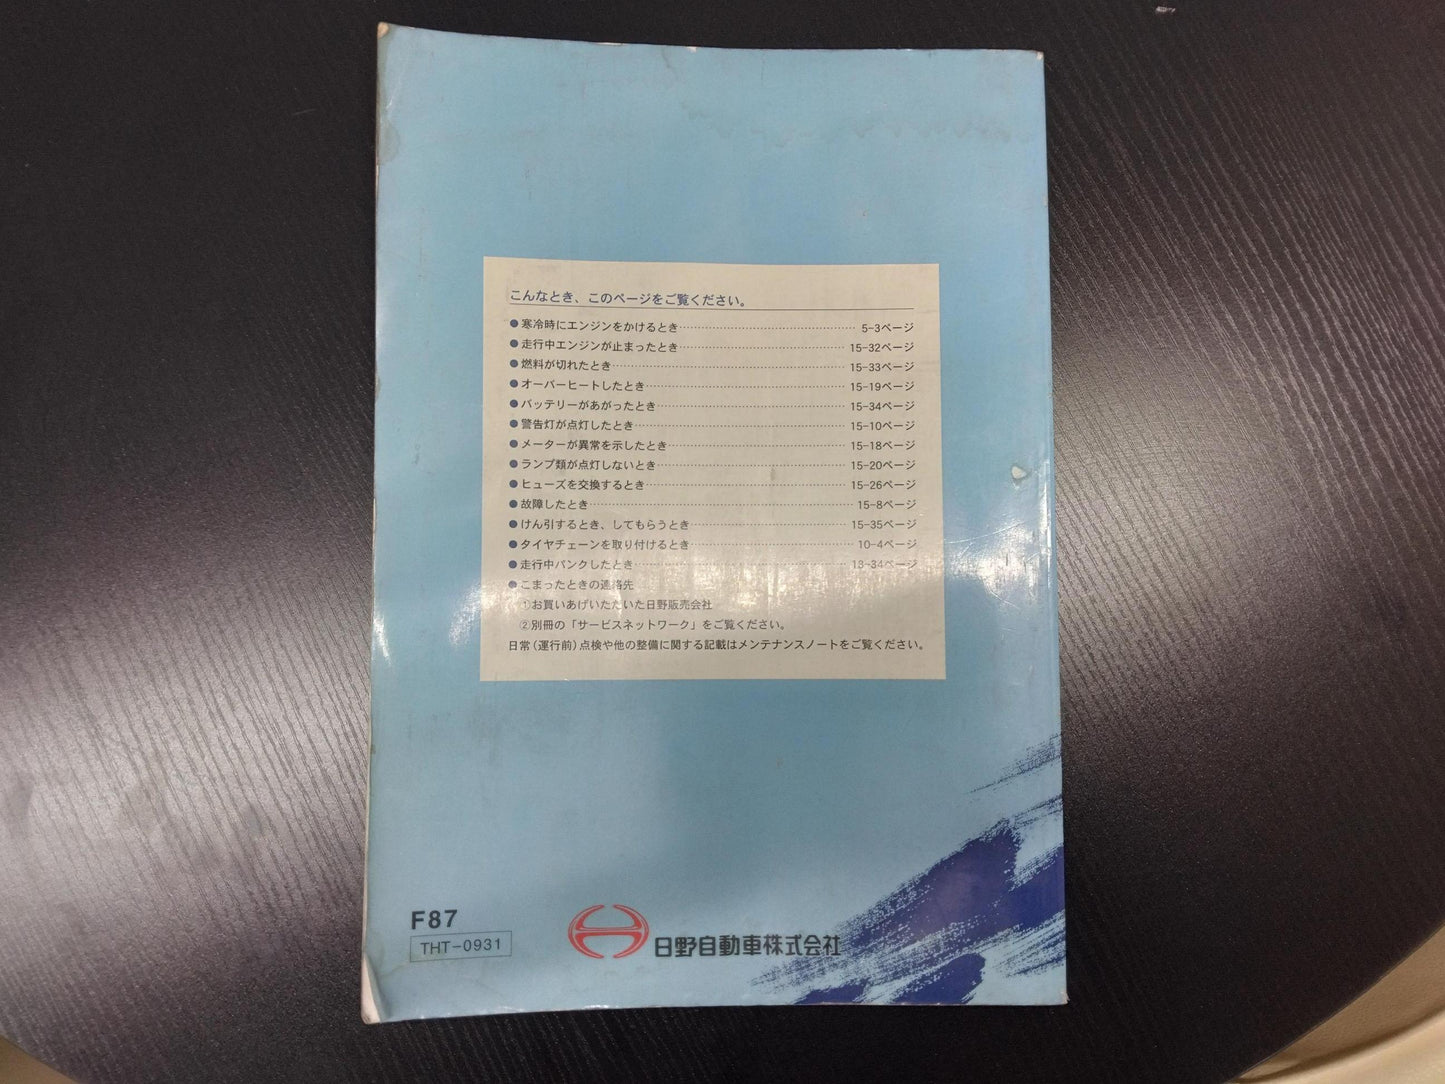 こんなとき、このページをご覧ください。
●寒冷時にエンジンをかけるとき…………5-3ページ
●走行中エンジンが止まったとき…………15-32ページ
●燃料が切れたとき…………15-33ページ
●オーバーヒートしたとき…………15-19ページ
●バッテリーがあがったとき…………15-34ページ
●警告灯が点灯したとき…………15-10ページ
●メーターが異常を示したとき…………15-18ページ
●ランプ類が点灯しないとき…………15-20ページ
●ヒューズを交換するとき…………15-26ページ
●故障したとき…………15-8ページ
●けん引するとき、してもらうとき…………15-35ページ
●タイヤチェーンを取り付けるとき…………10-4ページ
●走行中パンクしたとき…………13-34ページ
●こまったときの連絡先
①お買いあげいただいた日野販売会社
②別冊の「サービスネットワーク」をご覧ください。
日常(運行前)点検や他の整備に関する記載はメンテナンスノートをご覧ください。
F87
THT-0931
日野自動車株式会社